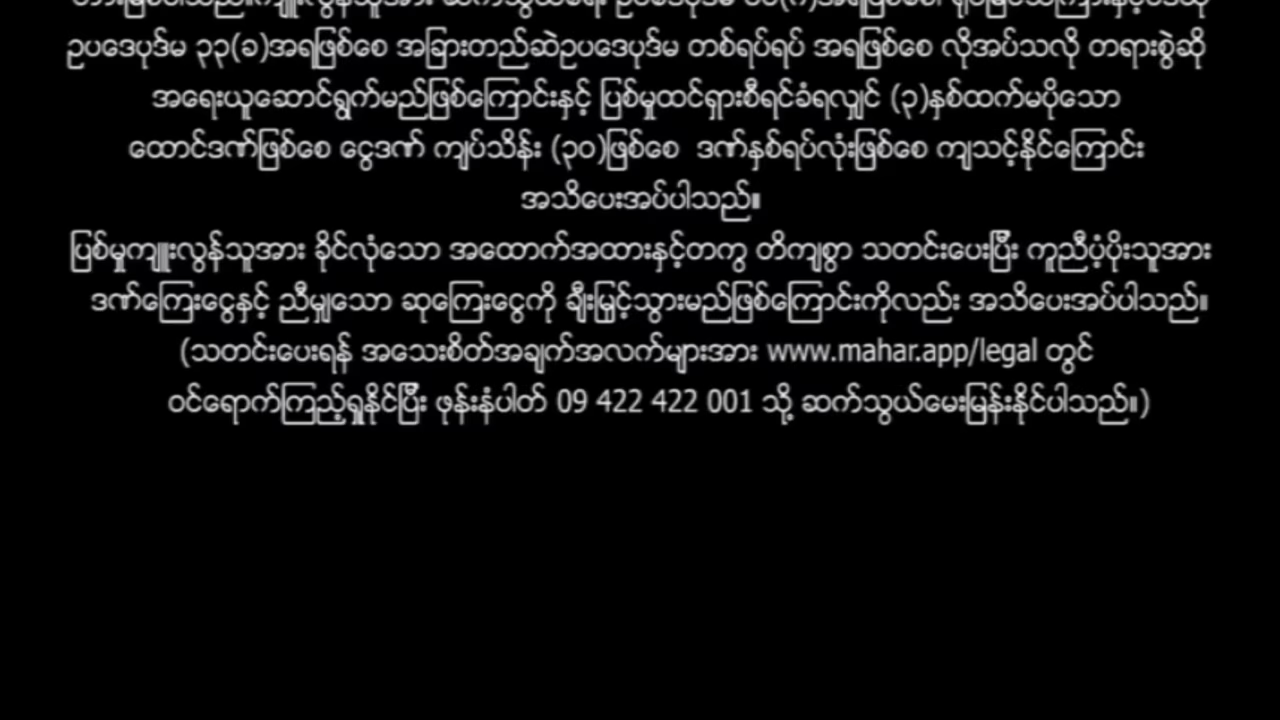 ဥပဒေပုဒ်မ ၃၃(ခ)အရဖြစ်စေ အခြားတည်ဆဲဥပဒေပုဒ်မ တစ်ရပ်ရပ် အရဖြစ်စေ လိုအပ်သလို တရားစွဲဆို
အရေးယူဆောင်ရွက်မည်ဖြစ်ကြောင်းနှင့် ပြစ်မှုထင်ရှားစီရင်ခံရလျှင် (၃)နှစ်ထက်မပိုသော
ထောင်ဒဏ်ဖြစ်စေ ငွေဒဏ် ကျပ်သိန်း (၃၀)ဖြစ်စေ ဒဏ်နှစ်ရပ်လုံးဖြစ်စေ ကျသင့်နိုင်ကြောင်း
အသိပေးအပ်ပါသည်။
ပြစ်မှုကျူးလွန်သူအား ခိုင်လုံသော အထောက်အထားနှင့်တကွ တိကျစွာ သတင်းပေးပြီး ကူညီပံ့ပိုးသူအား
ဒဏ်ကြေးငွေနှင့် ညီမျှသော ဆုကြေးငွေကို ချီးမြှင့်သွားမည်ဖြစ်ကြောင်းကိုလည်း အသိပေးအပ်ပါသည်။
(သတင်းပေးရန် အသေးစိတ်အချက်အလက်များအား www.mahar.app/legal တွင်
ဝင်ရောက်ကြည့်ရှုနိုင်ပြီး ဖုန်းနံပါတ် 09 422 422 001 သို့ ဆက်သွယ်မေးမြန်းနိုင်ပါသည်။)